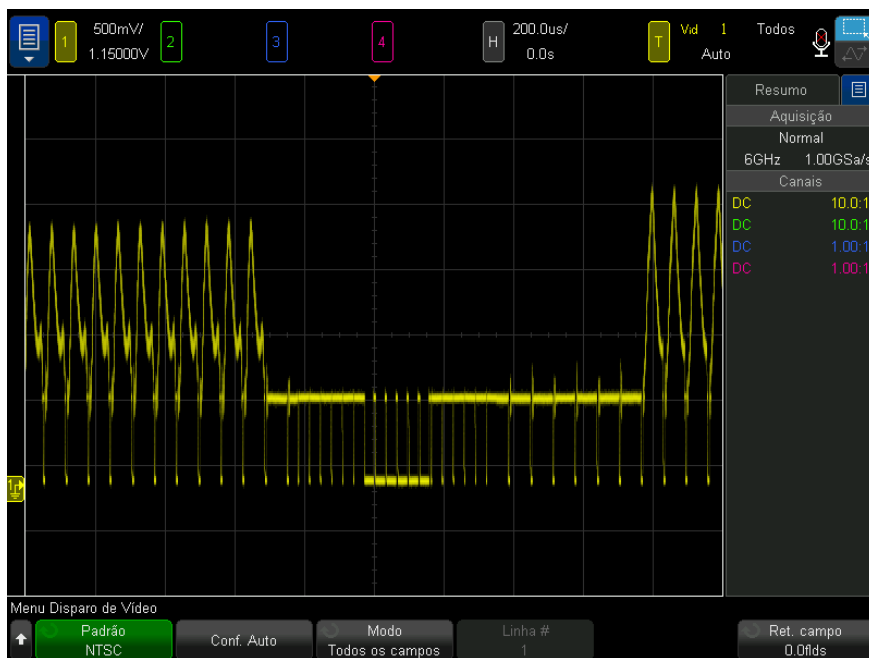 1 500mV/ 2 3 4 H 200.0us/ T Vid 1 Todos
1.15000V 0.0s Auto
Resumo
Aquisição
Normal
6GHz 1.00GSa/s
Canais
DC 10.0:1
DC 10.0:1
DC 1.00:1
DC 1.00:1
1
Menu Disparo de Vídeo
Padrão Conf. Auto Modo Linha # Ret. campo
NTSC Todos os campos 1 0.0flds